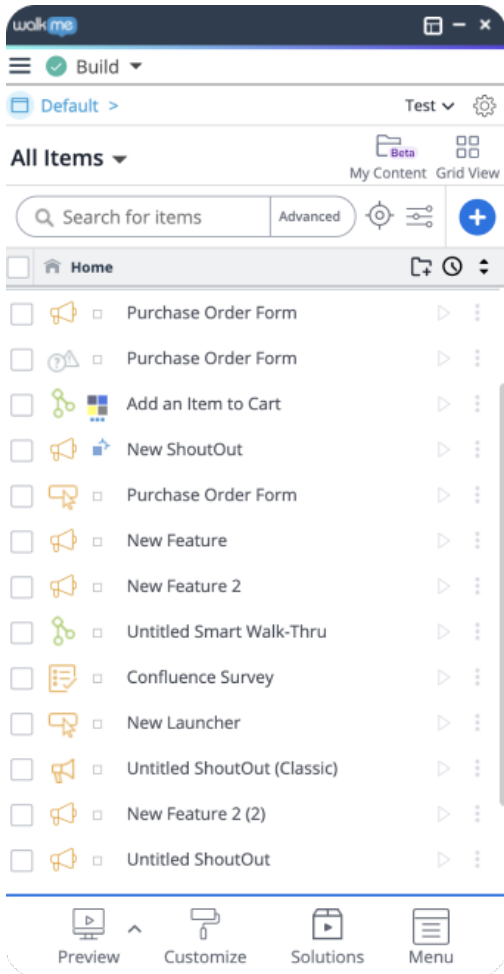 walkme
Build
Default >
Test
All Items
Beta
My Content
Grid View
Search for items
Advanced
Home
Purchase Order Form
Purchase Order Form
Add an Item to Cart
New ShoutOut
Purchase Order Form
New Feature
New Feature 2
Untitled Smart Walk-Thru
Confluence Survey
New Launcher
Untitled ShoutOut (Classic)
New Feature 2 (2)
Untitled ShoutOut
Preview
Customize
Solutions
Menu